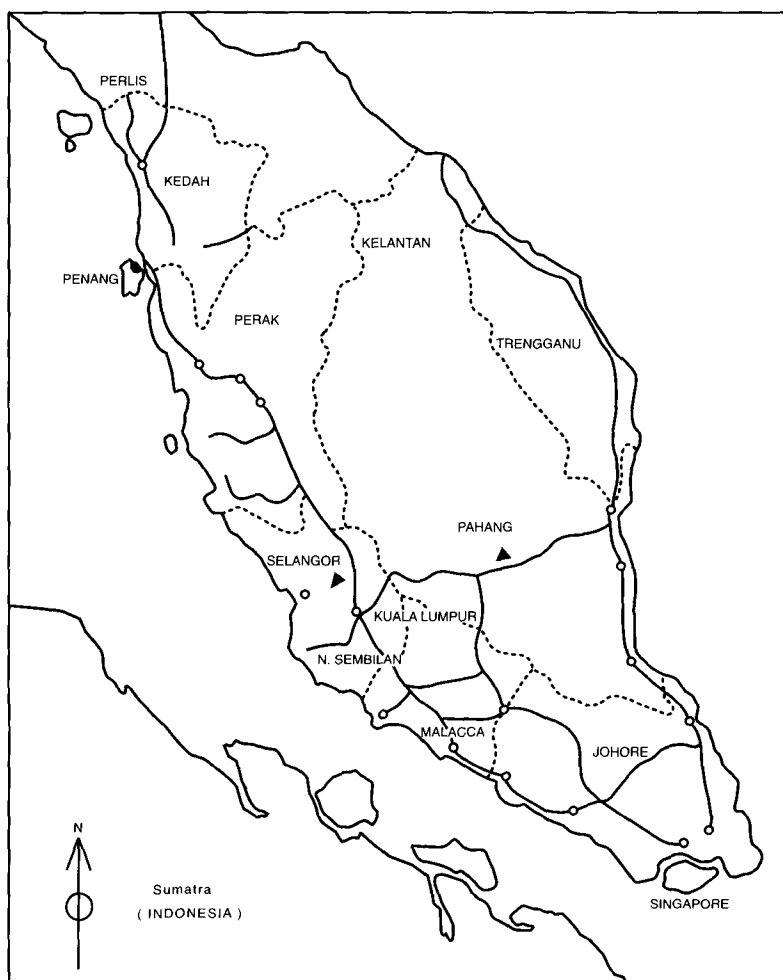 PERLIS
KEDAH
KELANTAN
PENANG
PERAK
TRENGGANU
PAHANG
SELANGOR
KUALA LUMPUR
N. SEMBILAN
MALACCA
JOHORE
N
Sumatra
( INDONESIA )
SINGAPORE